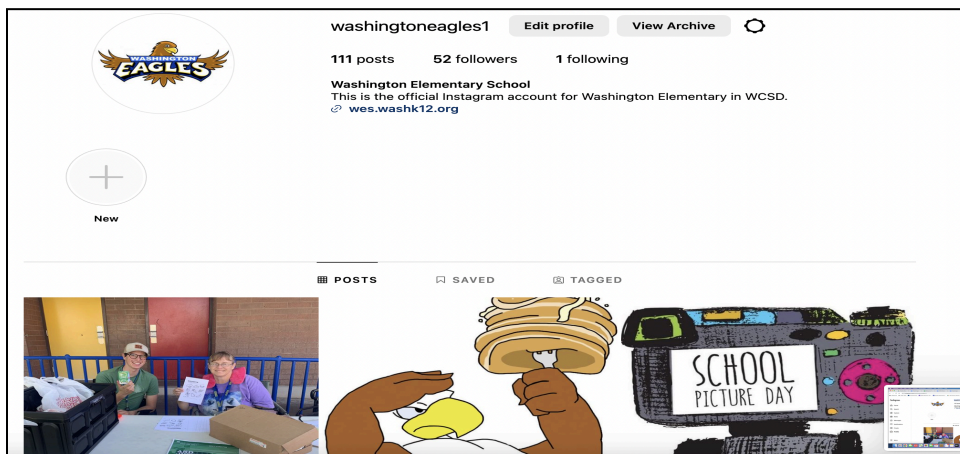 washingtoneagles1 Edit profile View Archive
111 posts 52 followers 1 following
WASHINGTON
EAGLES
Washington Elementary School
This is the official Instagram account for Washington Elementary in WCSD.
wes.washk12.org
New
POSTS SAVED TAGGED
SCHOOL
PICTURE DAY